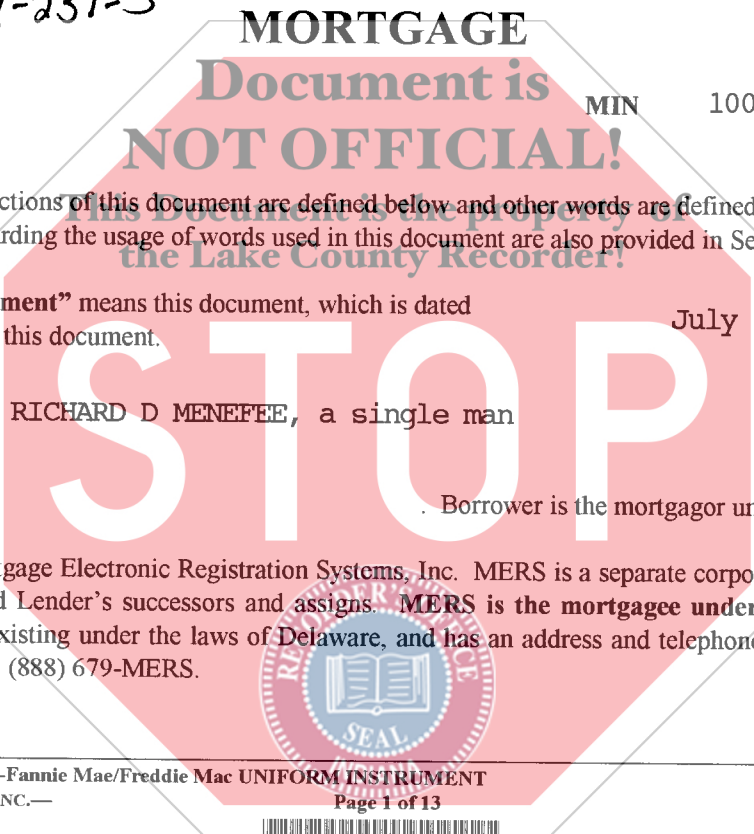 -231-3
MORTGAGE
Document is
MIN 100
NOT OFFICIAL!
ctions of this document are defined below and other words are defined
This Document is the property of
rding the usage of words used in this document are also provided in Se
the Lake County Recorder!
ment” means this document, which is dated
July
this document.
STOP
RICHARD D MENEFEE, a single man
. Borrower is the mortgagor un
gage Electronic Registration Systems, Inc. MERS is a separate corpo
d Lender’s successors and assigns. MERS is the mortgagee under
xisting under the laws of Delaware, and has an address and telephone
(888) 679-MERS.
RECORDER'S OFFICE
SEAL
INDIANA
-Fannie Mae/Freddie Mac UNIFORM INSTRUMENT
NC.—
Page 1 of 13